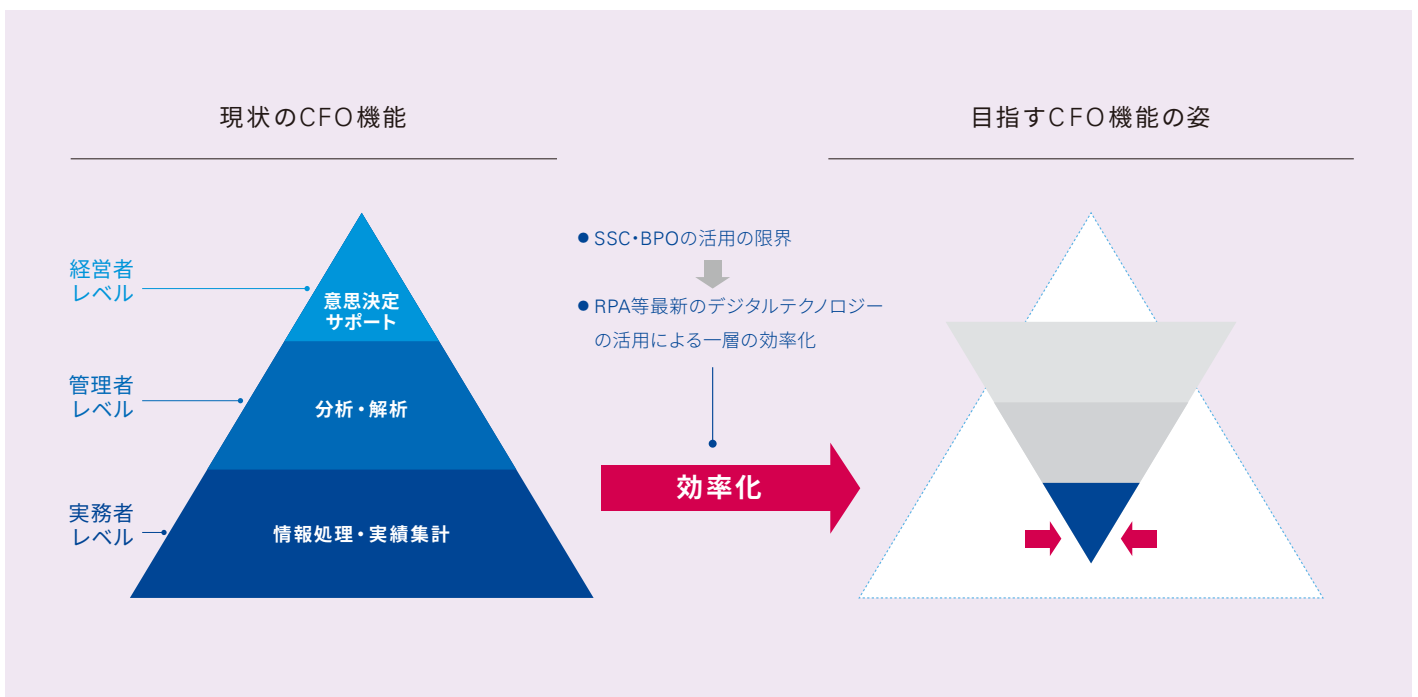 現状のCFO機能
目指すCFO機能の姿
経営者
レベル
意思決定
サポート
管理者
レベル
分析・解析
実務者
レベル
情報処理・実績集計
● SSC・BPOの活用の限界
● RPA等最新のデジタルテクノロジー
の活用による一層の効率化
効率化